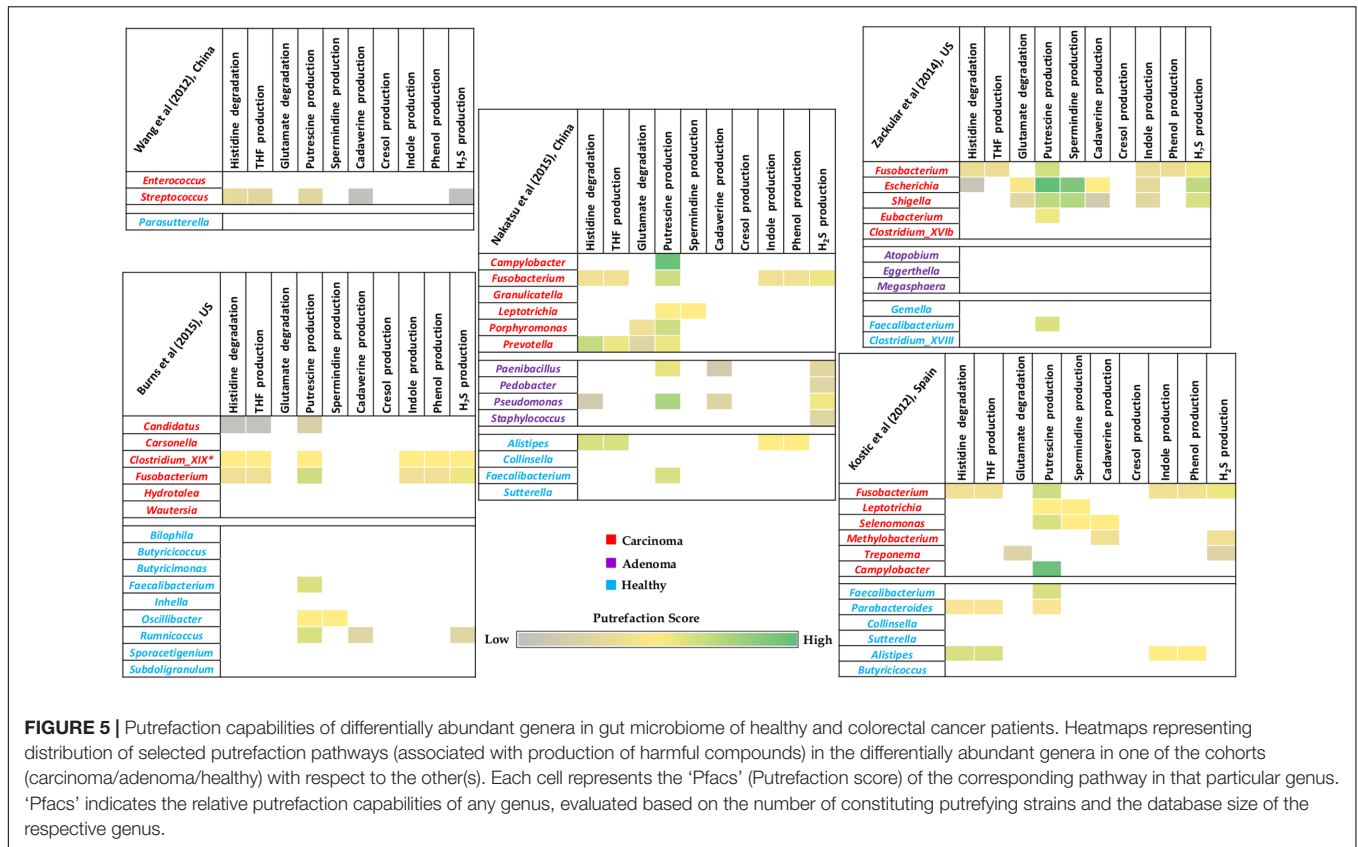 Wang et al (2012), China
Histidine degradation
THF production
Glutamate degradation
Putrescine production
Spermindine production
Cadaverine production
Cresol production
Indole production
Phenol production
H₂S production
Enterococcus
Streptococcus
Parasutterella
Burns et al (2015), US
Histidine degradation
THF production
Glutamate degradation
Putrescine production
Spermindine production
Cadaverine production
Cresol production
Indole production
Phenol production
H₂S production
Candidatus
Carsonella
Clostridium_XIX*
Fusobacterium
Hydrotalea
Wautersia
Bilophila
Butyricicoccus
Butyricimonas
Faecalibacterium
Inhella
Oscillibacter
Rumnicoccus
Sporacetigenium
Subdoligranulum
Nakatsu et al (2015), China
Histidine degradation
THF production
Glutamate degradation
Putrescine production
Spermindine production
Cadaverine production
Cresol production
Indole production
Phenol production
H₂S production
Campylobacter
Fusobacterium
Granulicatella
Leptotrichia
Porphyromonas
Prevotella
Paenibacillus
Pedobacter
Pseudomonas
Staphylococcus
Alistipes
Collinsella
Faecalibacterium
Sutterella
Carcinoma
Adenoma
Healthy
Putrefaction Score
Low
High
Zackular et al (2014), US
Histidine degradation
THF production
Glutamate degradation
Putrescine production
Spermindine production
Cadaverine production
Cresol production
Indole production
Phenol production
H₂S production
Fusobacterium
Escherichia
Shigella
Eubacterium
Clostridium_XVIb
Atopobium
Eggerthella
Megasphaera
Gemella
Faecalibacterium
Clostridium_XVIII
Kostic et al (2012), Spain
Histidine degradation
THF production
Glutamate degradation
Putrescine production
Spermindine production
Cadaverine production
Cresol production
Indole production
Phenol production
H₂S production
Fusobacterium
Leptotrichia
Selenomonas
Methylobacterium
Treponema
Campylobacter
Faecalibacterium
Parabacteroides
Collinsella
Sutterella
Alistipes
Butyricicoccus
FIGURE 5 | Putrefaction capabilities of differentially abundant genera in gut microbiome of healthy and colorectal cancer patients. Heatmaps representing
distribution of selected putrefaction pathways (associated with production of harmful compounds) in the differentially abundant genera in one of the cohorts
(carcinoma/adenoma/healthy) with respect to the other(s). Each cell represents the 'Pfacs' (Putrefaction score) of the corresponding pathway in that particular genus.
'Pfacs' indicates the relative putrefaction capabilities of any genus, evaluated based on the number of constituting putrefying strains and the database size of the
respective genus.